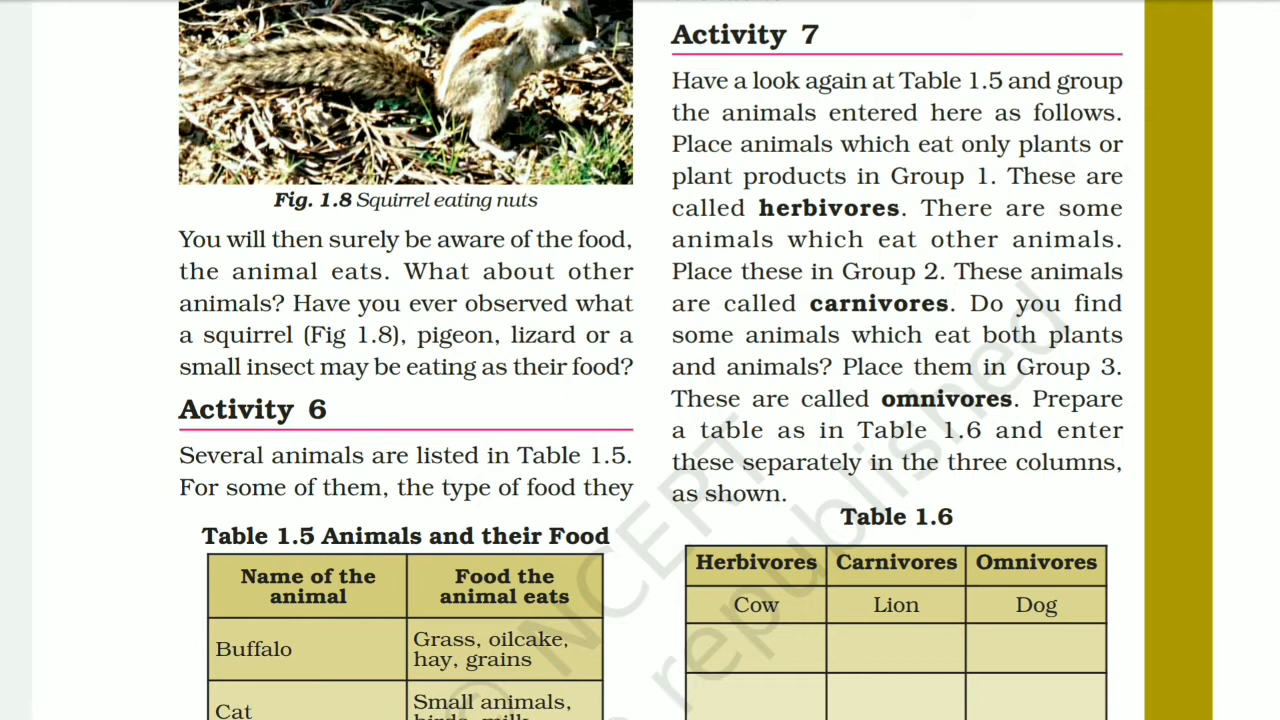 Fig. 1.8 Squirrel eating nuts
You will then surely be aware of the food,
the animal eats. What about other
animals? Have you ever observed what
a squirrel (Fig 1.8), pigeon, lizard or a
small insect may be eating as their food?
Activity 6
Several animals are listed in Table 1.5.
For some of them, the type of food they
Table 1.5 Animals and their Food
Name of the
animal
Food the
animal eats
Buffalo
Grass, oilcake,
hay, grains
Cat
Small animals,
birds, milk
Activity 7
Have a look again at Table 1.5 and group
the animals entered here as follows.
Place animals which eat only plants or
plant products in Group 1. These are
called herbivores. There are some
animals which eat other animals.
Place these in Group 2. These animals
are called carnivores. Do you find
some animals which eat both plants
and animals? Place them in Group 3.
These are called omnivores. Prepare
a table as in Table 1.6 and enter
these separately in the three columns,
as shown.
Table 1.6
Herbivores Carnivores Omnivores
Cow Lion Dog
© NCERT
republished